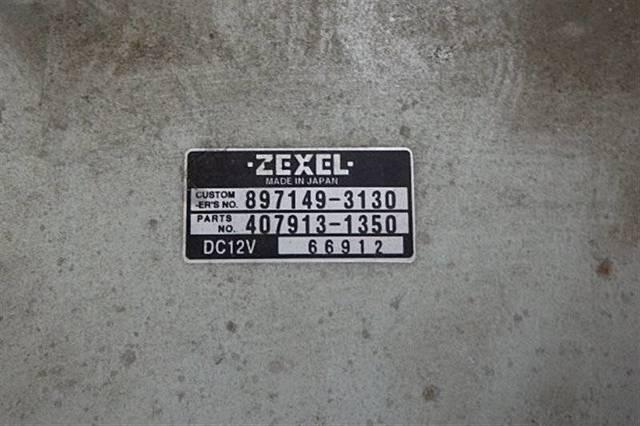 ·ZEXEL·
MADE IN JAPAN
CUSTOM
-ER'S NO. 897149-3130
PARTS
NO. 407913-1350
DC12V 66912